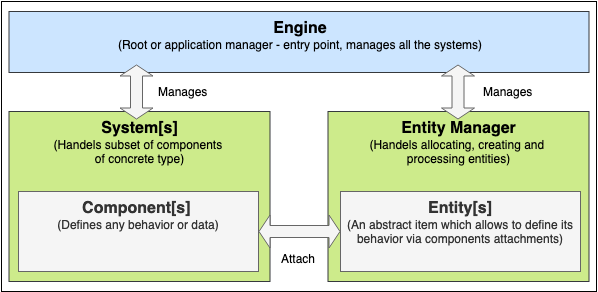 Engine
(Root or application manager - entry point, manages all the systems)
Manages
Manages
System[s]
(Handels subset of components
of concrete type)
Component[s]
(Defines any behavior or data)
Entity Manager
(Handels allocating, creating and
processing entities)
Entity[s]
(An abstract item which allows to define its
behavior via components attachments)
Attach